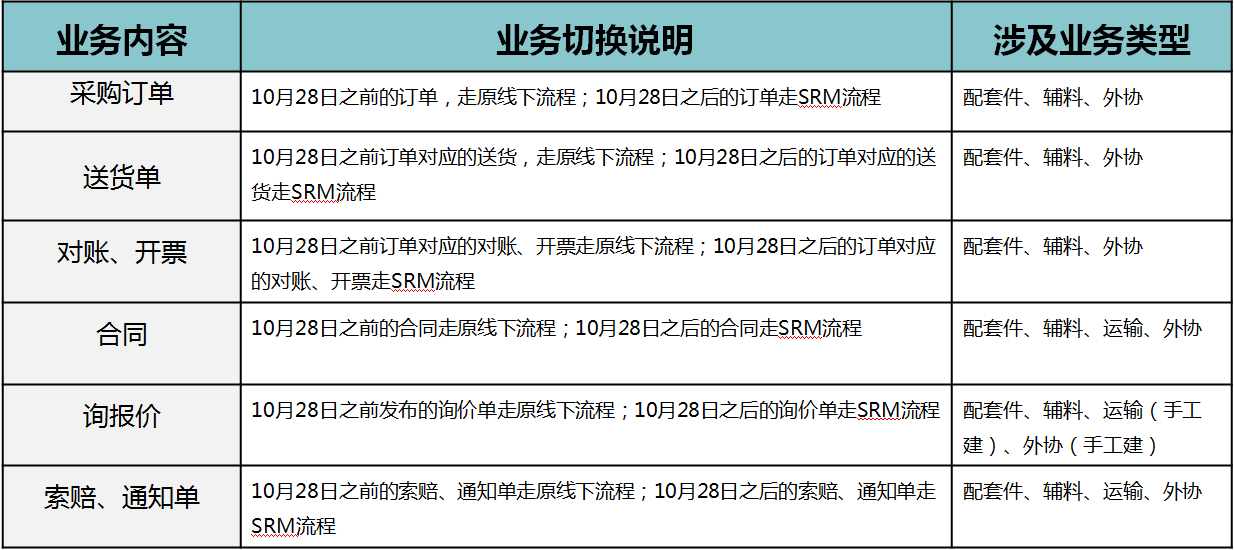 业务内容 业务切换说明 涉及业务类型
采购订单 10月28日之前的订单，走原线下流程；10月28日之后的订单走SRM流程 配套件、辅料、外协
送货单 10月28日之前订单对应的送货，走原线下流程；10月28日之后的订单对应的送
货走SRM流程
配套件、辅料、外协
对账、开票 10月28日之前订单对应的对账、开票走原线下流程；10月28日之后的订单对应
的对账、开票走SRM流程
配套件、辅料、外协
合同 10月28日之前的合同走原线下流程；10月28日之后的合同走SRM流程 配套件、辅料、运输、外协
询报价 10月28日之前发布的询价单走原线下流程；10月28日之后的询价单走SRM流程 配套件、辅料、运输（手工
建）、外协（手工建）
索赔、通知单 10月28日之前的索赔、通知单走原线下流程；10月28日之后的索赔、通知单走
SRM流程
配套件、辅料、运输、外协